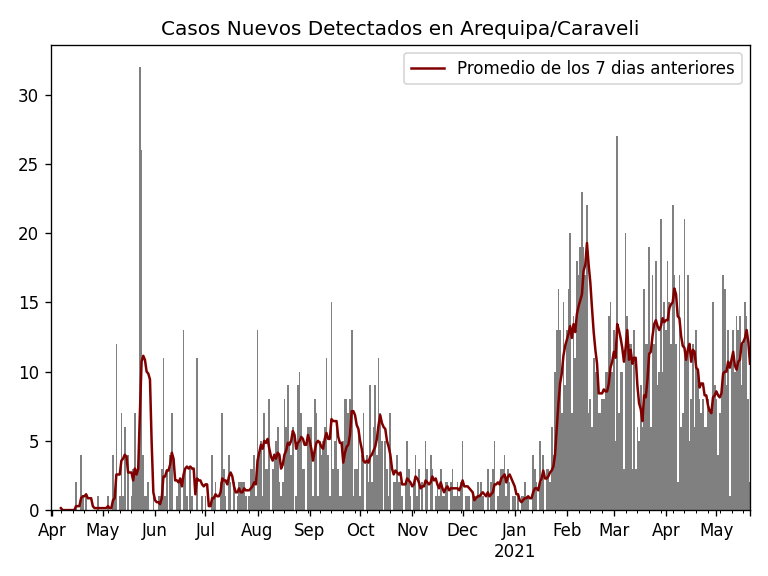 Casos Nuevos Detectados en Arequipa/Caraveli
Promedio de los 7 dias anteriores
30
25
20
15
10
5
0
Apr May Jun Jul Aug Sep Oct Nov Dec Jan Feb Mar Apr May
2021